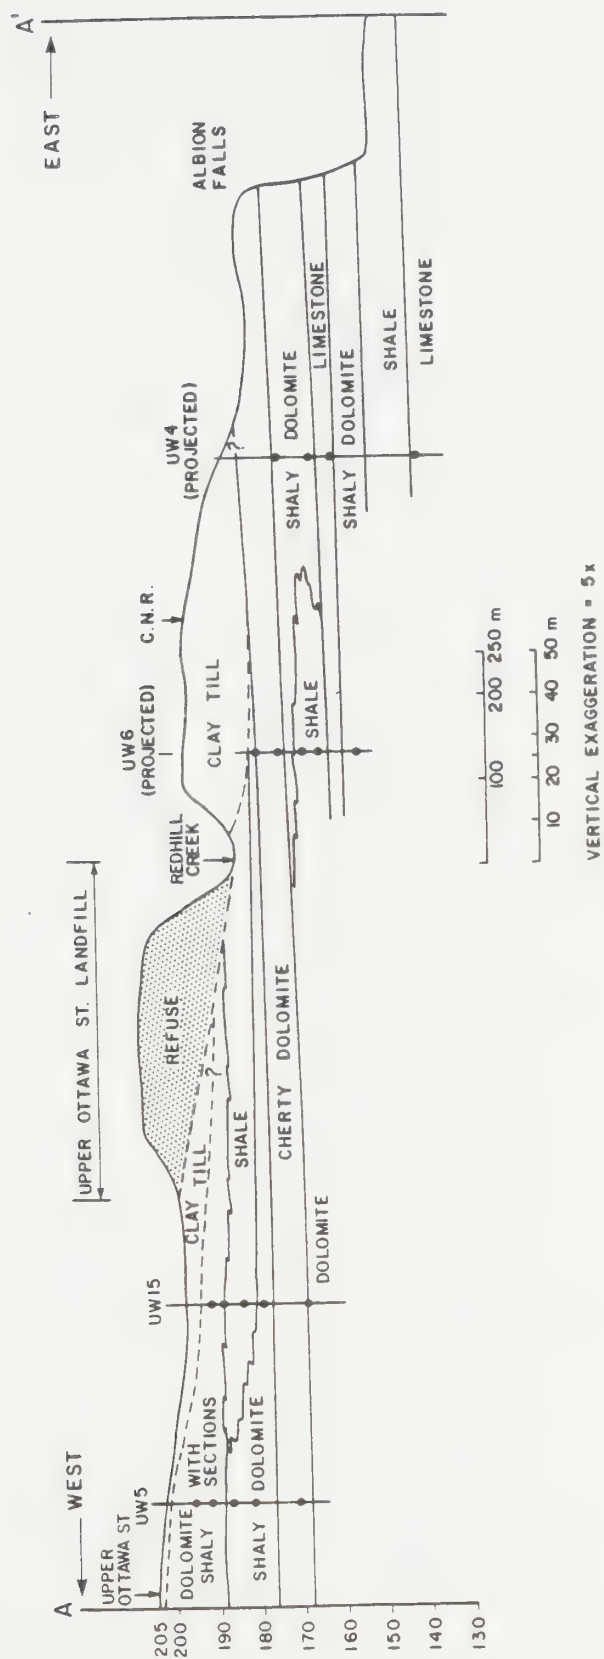 A
A'
WEST
EAST
UPPER
OTTAWA ST
UW5
UW15
UPPER OTTAWA ST. LANDFILL
REDHILL
CREEK
UW6
(PROJECTED)
C.N.R.
UW4
(PROJECTED)
ALBION
FALLS
REFUSE
CLAY TILL
CLAY TILL
?
?
DOLOMITE WITH
SHALY SECTIONS
SHALE
SHALY DOLOMITE
CHERTY DOLOMITE
DOLOMITE
SHALE
SHALY DOLOMITE
LIMESTONE
SHALY DOLOMITE
SHALE
LIMESTONE
205
200
190
180
170
160
150
140
130
100 200 250 m
10 20 30 40 50 m
VERTICAL EXAGGERATION = 5x